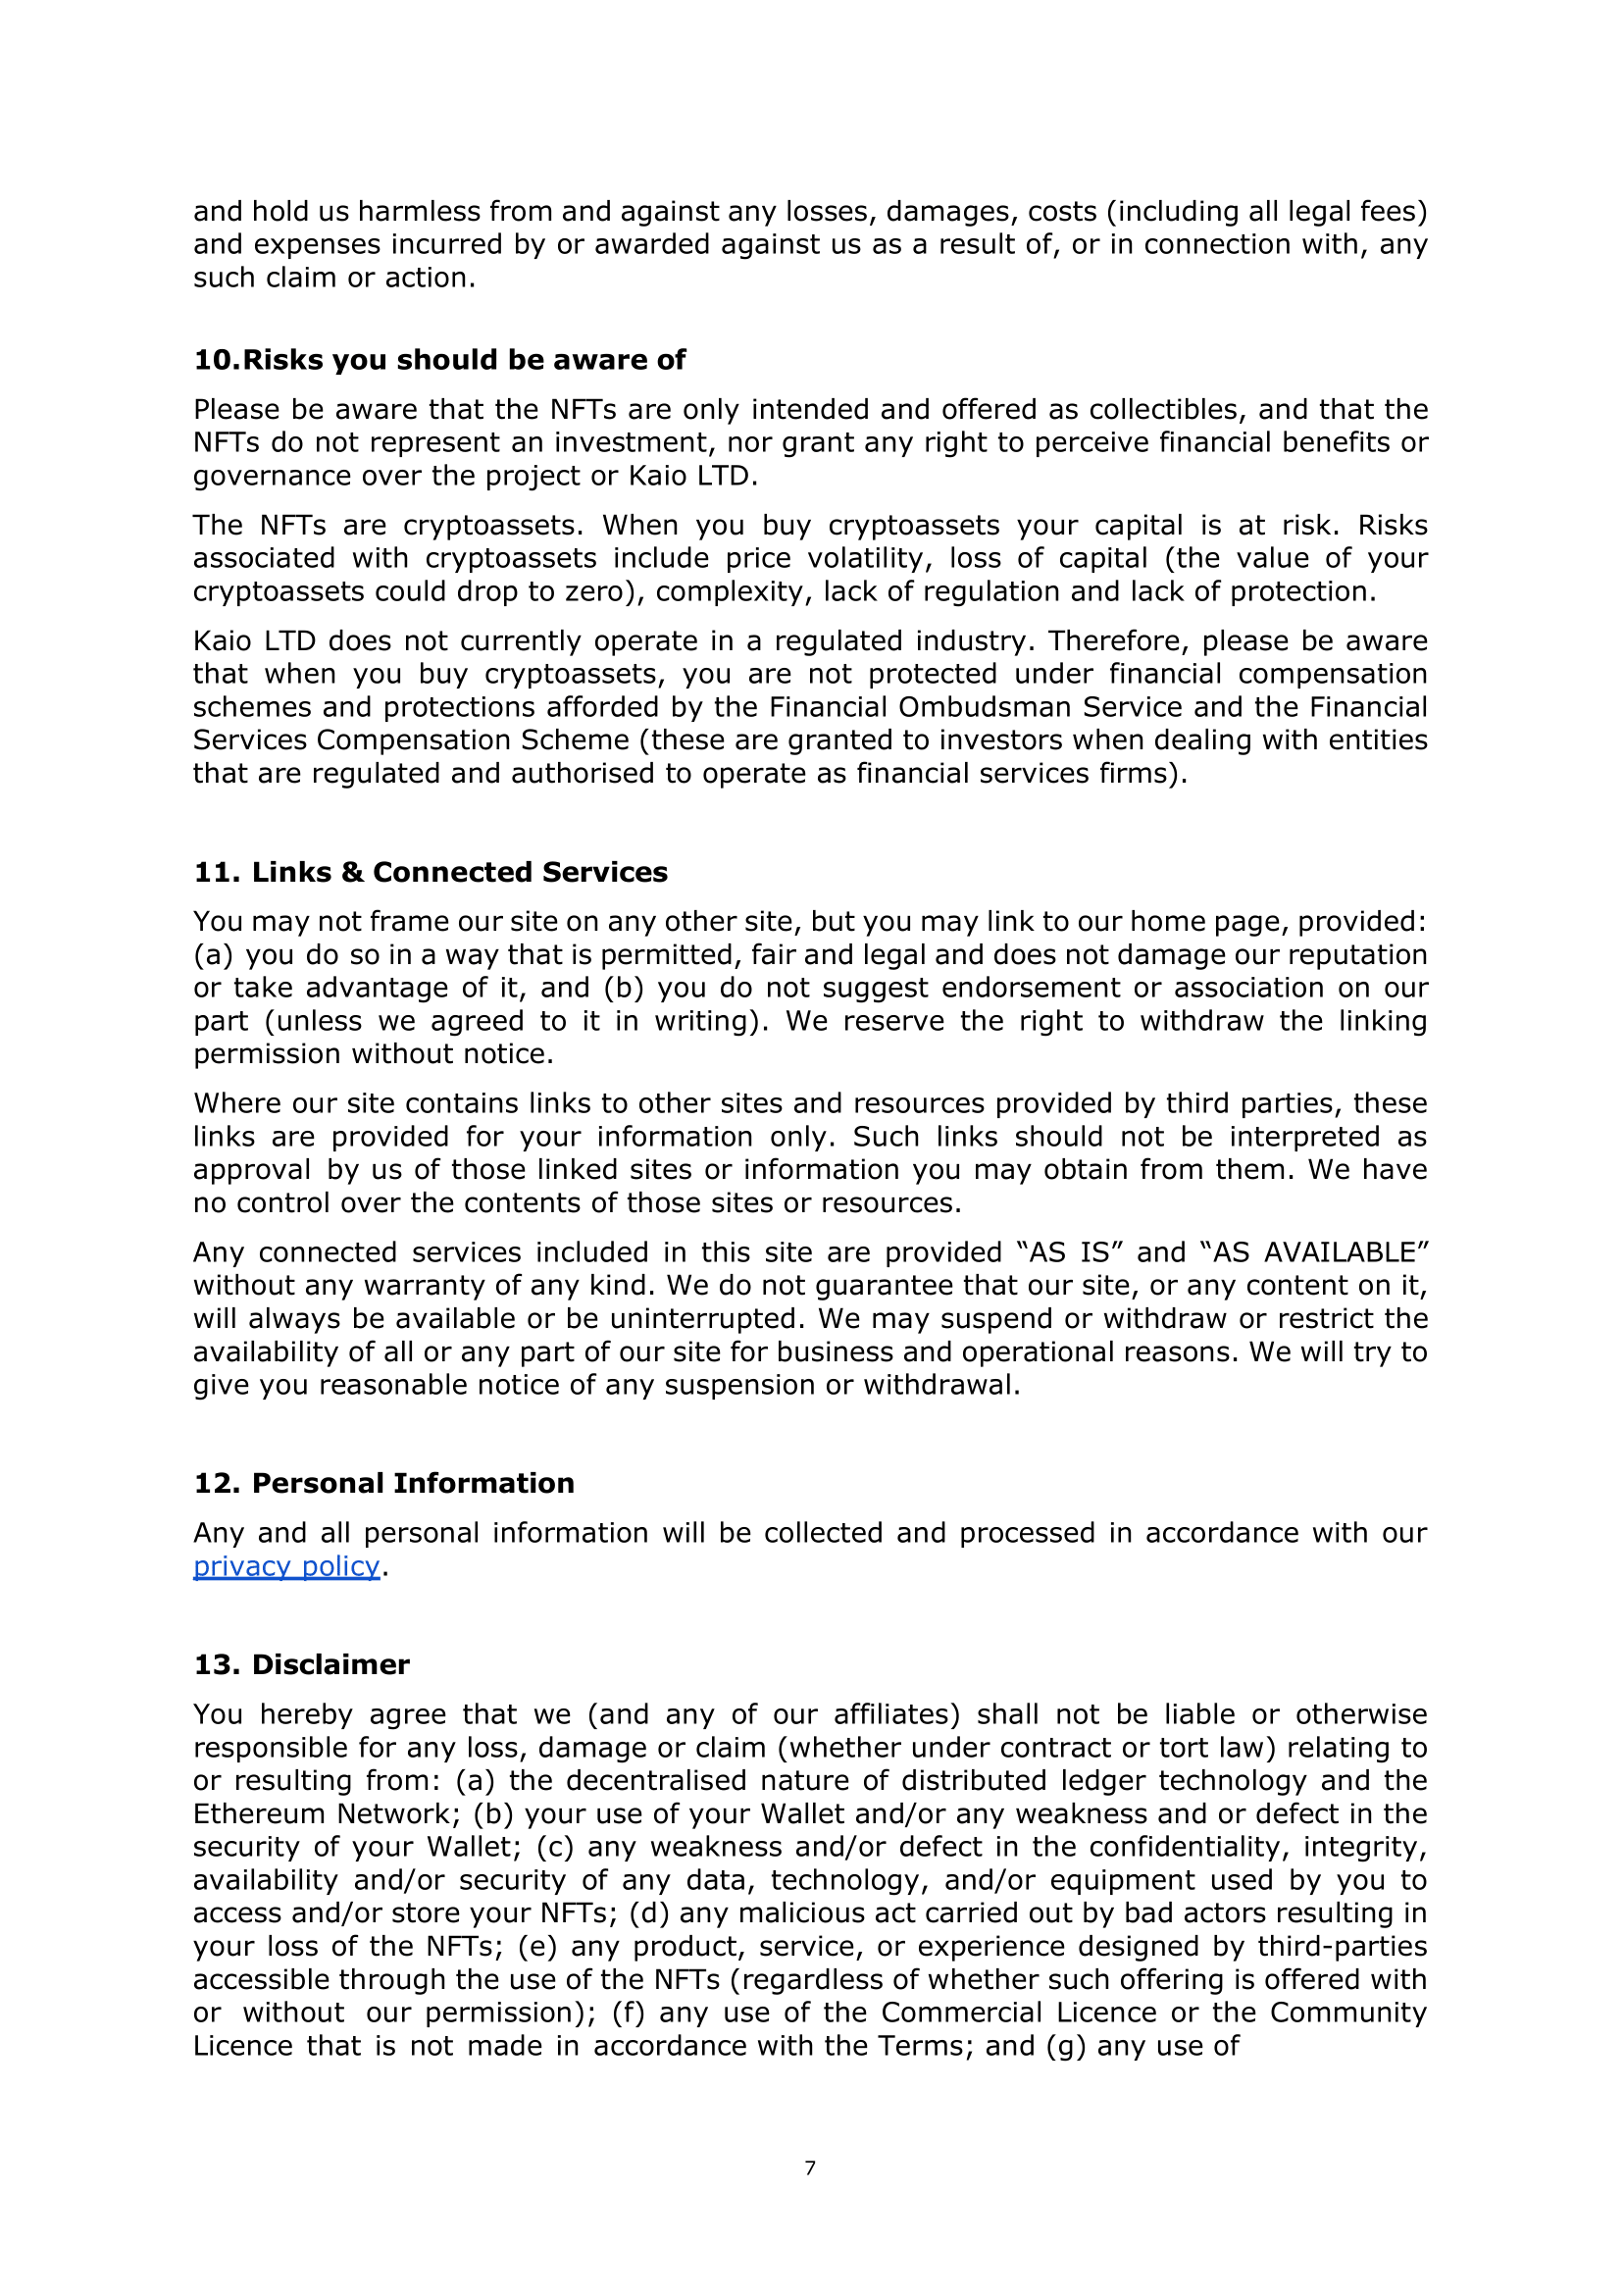 and hold us harmless from and against any losses, damages, costs (including all legal fees)
and expenses incurred by or awarded against us as a result of, or in connection with, any
such claim or action.
10.Risks you should be aware of
Please be aware that the NFTs are only intended and offered as collectibles, and that the
NFTs do not represent an investment, nor grant any right to perceive financial benefits or
governance over the project or Kaio LTD.
The NFTs are cryptoassets. When you buy cryptoassets your capital is at risk. Risks
associated with cryptoassets include price volatility, loss of capital (the value of your
cryptoassets could drop to zero), complexity, lack of regulation and lack of protection.
Kaio LTD does not currently operate in a regulated industry. Therefore, please be aware
that when you buy cryptoassets, you are not protected under financial compensation
schemes and protections afforded by the Financial Ombudsman Service and the Financial
Services Compensation Scheme (these are granted to investors when dealing with entities
that are regulated and authorised to operate as financial services firms).
11. Links & Connected Services
You may not frame our site on any other site, but you may link to our home page, provided:
(a) you do so in a way that is permitted, fair and legal and does not damage our reputation
or take advantage of it, and (b) you do not suggest endorsement or association on our
part (unless we agreed to it in writing). We reserve the right to withdraw the linking
permission without notice.
Where our site contains links to other sites and resources provided by third parties, these
links are provided for your information only. Such links should not be interpreted as
approval by us of those linked sites or information you may obtain from them. We have
no control over the contents of those sites or resources.
Any connected services included in this site are provided “AS IS” and “AS AVAILABLE”
without any warranty of any kind. We do not guarantee that our site, or any content on it,
will always be available or be uninterrupted. We may suspend or withdraw or restrict the
availability of all or any part of our site for business and operational reasons. We will try to
give you reasonable notice of any suspension or withdrawal.
12. Personal Information
Any and all personal information will be collected and processed in accordance with our
privacy policy.
13. Disclaimer
You hereby agree that we (and any of our affiliates) shall not be liable or otherwise
responsible for any loss, damage or claim (whether under contract or tort law) relating to
or resulting from: (a) the decentralised nature of distributed ledger technology and the
Ethereum Network; (b) your use of your Wallet and/or any weakness and or defect in the
security of your Wallet; (c) any weakness and/or defect in the confidentiality, integrity,
availability and/or security of any data, technology, and/or equipment used by you to
access and/or store your NFTs; (d) any malicious act carried out by bad actors resulting in
your loss of the NFTs; (e) any product, service, or experience designed by third-parties
accessible through the use of the NFTs (regardless of whether such offering is offered with
or without our permission); (f) any use of the Commercial Licence or the Community
Licence that is not made in accordance with the Terms; and (g) any use of
7